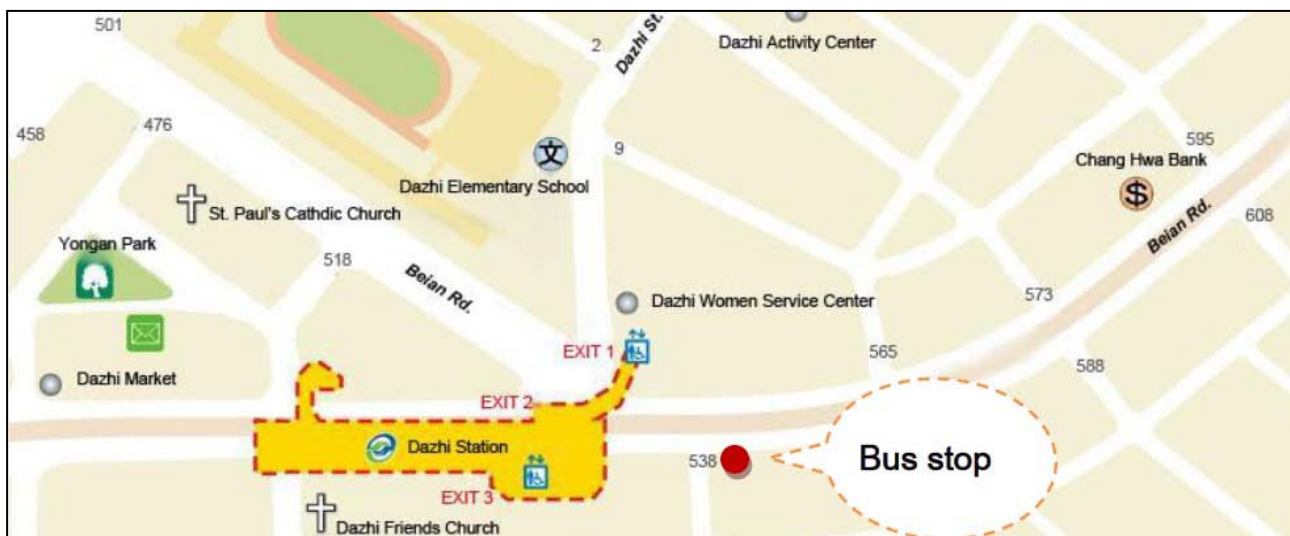 501
2
Dazhi St.
Dazhi Activity Center
458
476
文
9
595
Dazhi Elementary School
Chang Hwa Bank
$
St. Paul's Cathdic Church
Beian Rd.
608
Yongan Park
518
Beian Rd.
573
Dazhi Women Service Center
EXIT 1
565
588
Dazhi Market
EXIT 2
Dazhi Station
538
Bus stop
EXIT 3
Dazhi Friends Church